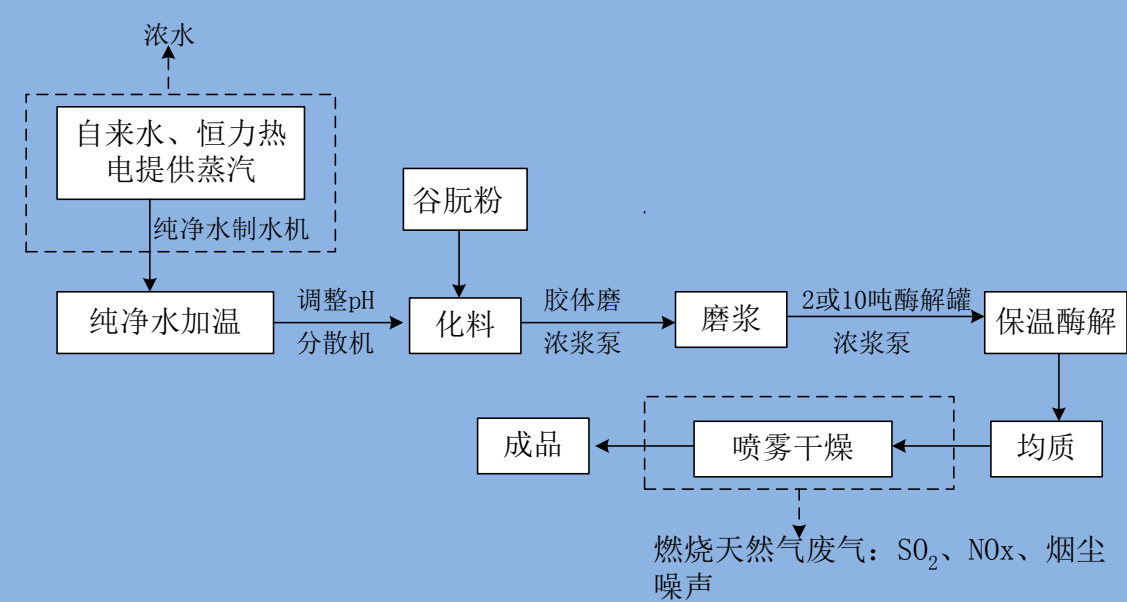 浓水
自来水、恒力热
电提供蒸汽
纯净水制水机
谷朊粉
纯净水加温
调整pH
分散机
化料
胶体磨
浓浆泵
磨浆
2或10吨酶解罐
浓浆泵
保温酶解
成品
喷雾干燥
均质
燃烧天然气废气：SO₂、NOx、烟尘
噪声